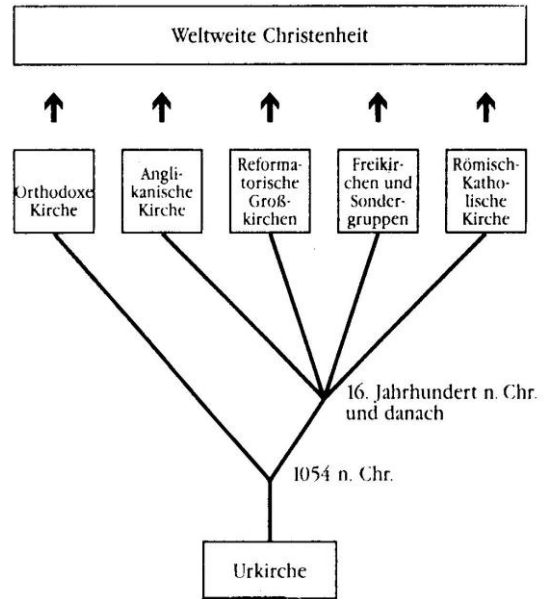 Weltweite Christenheit
Orthodoxe
Kirche
Angli-
kanische
Kirche
Reforma-
torische
Groß-
kirchen
Freikir-
chen und
Sonder-
gruppen
Römisch-
Katho-
lische
Kirche
16. Jahrhundert n. Chr.
und danach
1054 n. Chr.
Urkirche